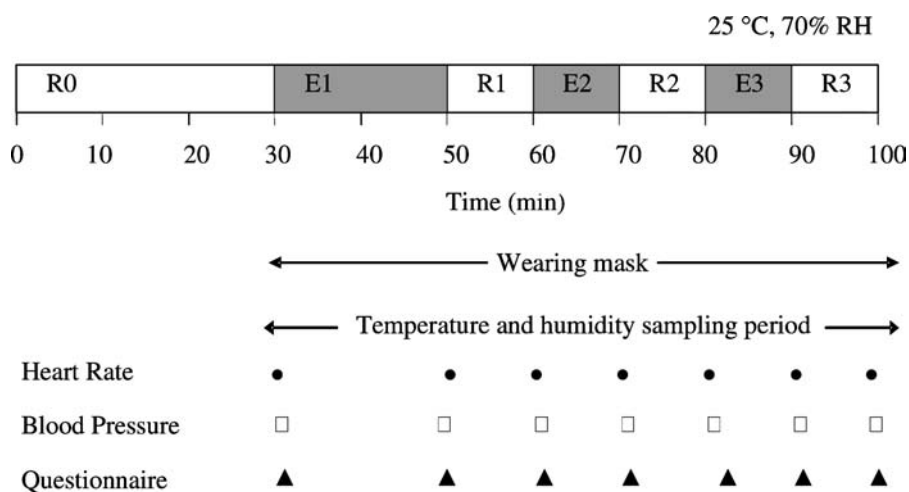 25 °C, 70% RH
R0 E1 R1 E2 R2 E3 R3
0 10 20 30 40 50 60 70 80 90 100
Time (min)
Wearing mask
Temperature and humidity sampling period
Heart Rate
Blood Pressure
Questionnaire